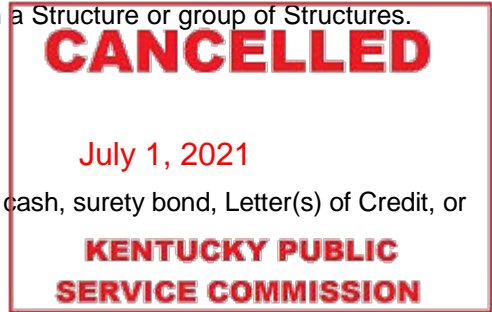 a Structure or group of Structures.
CANCELLED
July 1, 2021
cash, surety bond, Letter(s) of Credit, or
KENTUCKY PUBLIC
SERVICE COMMISSION